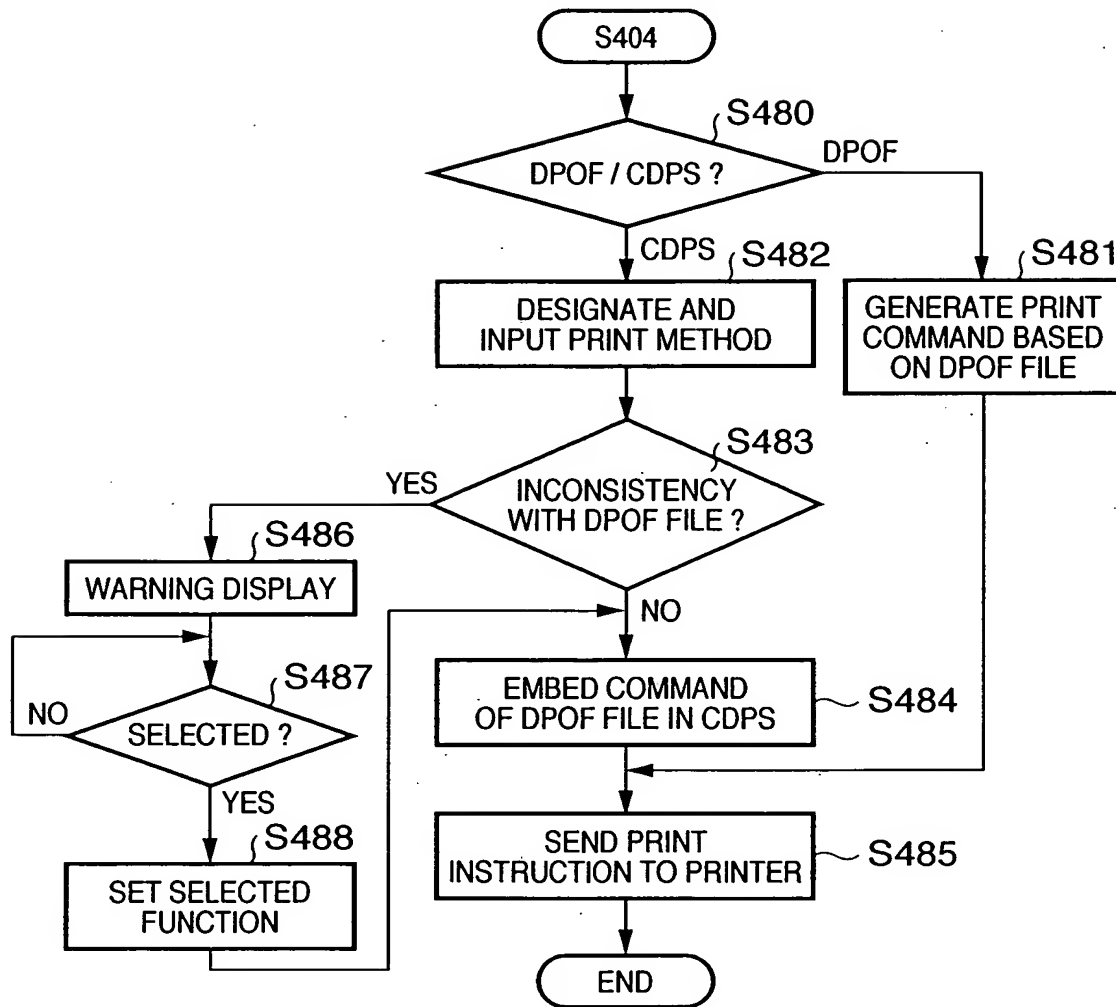 S404
S480
DPOF / CDPS ?
DPOF
CDPS
S482
S481
DESIGNATE AND
INPUT PRINT METHOD
GENERATE PRINT
COMMAND BASED
ON DPOF FILE
S483
YES
INCONSISTENCY
WITH DPOF FILE ?
S486
WARNING DISPLAY
NO
S487
NO
SELECTED ?
EMBED COMMAND
OF DPOF FILE IN CDPS
S484
YES
S488
SET SELECTED
FUNCTION
SEND PRINT
INSTRUCTION TO PRINTER
S485
END